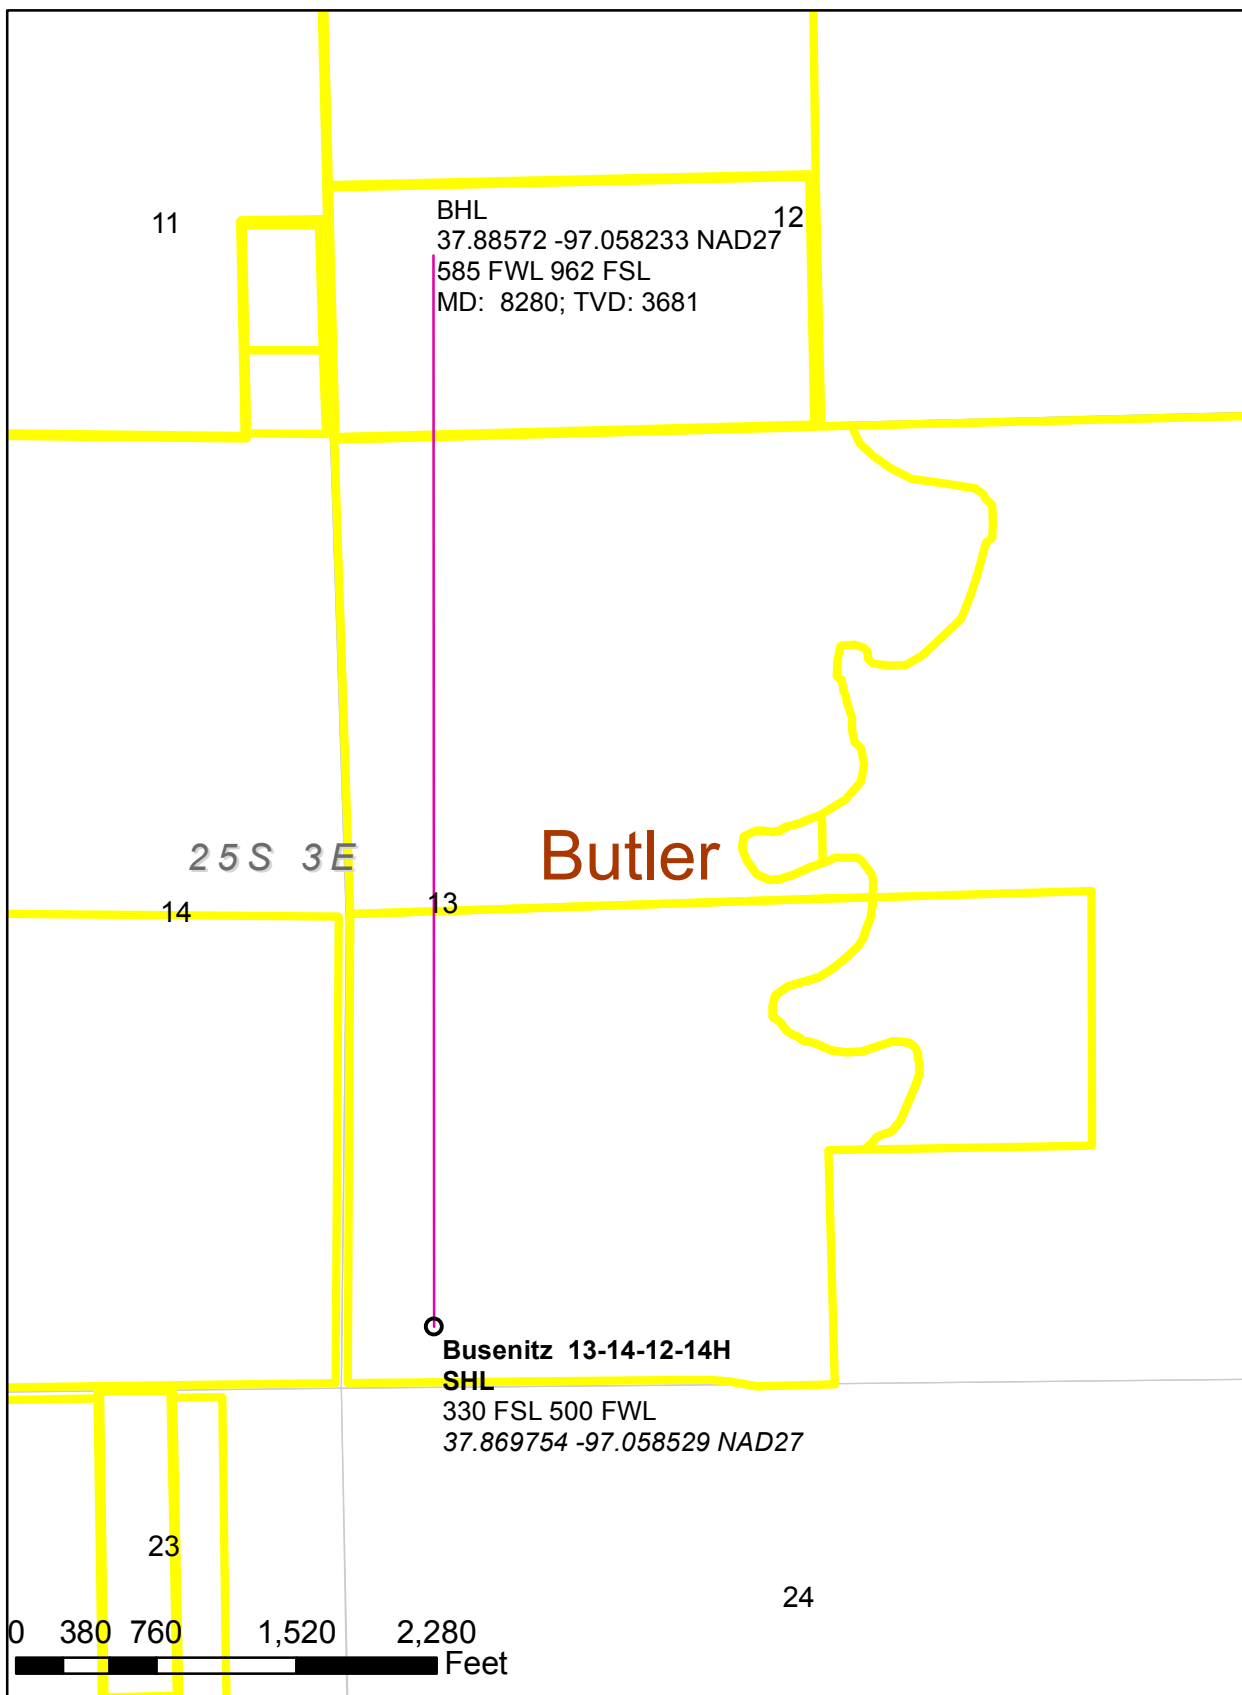 11
12
BHL
37.88572 -97.058233 NAD27
585 FWL 962 FSL
MD: 8280; TVD: 3681
25S 3E
Butler
14
13
Busenitz 13-14-12-14H
SHL
330 FSL 500 FWL
37.869754 -97.058529 NAD27
23
24
0 380 760 1,520 2,280
Feet